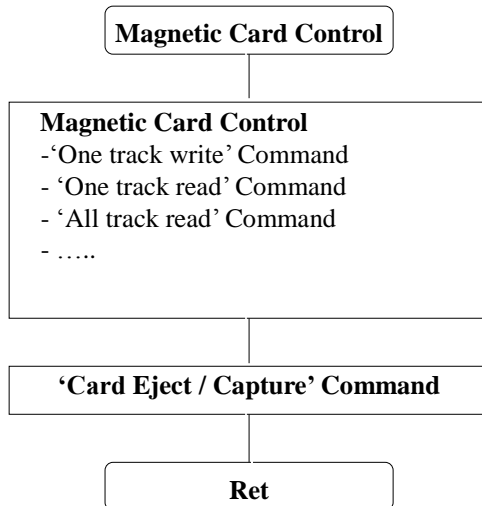 Magnetic Card Control
Magnetic Card Control
-‘One track write’ Command
- ‘One track read’ Command
- ‘All track read’ Command
- …..
‘Card Eject / Capture’ Command
Ret